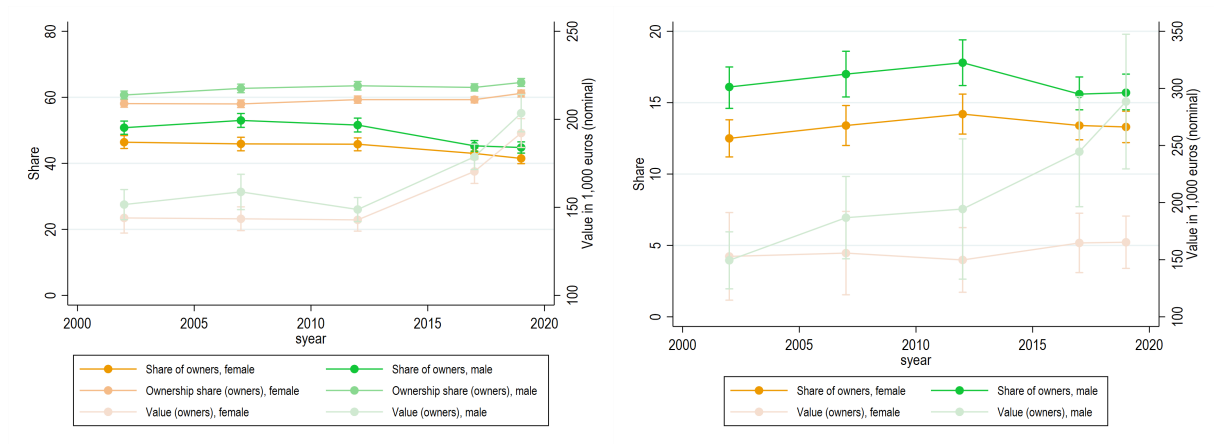 80
60
40
20
0
Share
250
200
150
100
Value in 1,000 euros (nominal)
2000 2005 2010 2015 2020
syear
Share of owners, female Share of owners, male
Ownership share (owners), female Ownership share (owners), male
Value (owners), female Value (owners), male
20
15
10
5
0
Share
350
300
250
200
150
100
Value in 1,000 euros (nominal)
2000 2005 2010 2015 2020
syear
Share of owners, female Share of owners, male
Value (owners), female Value (owners), male